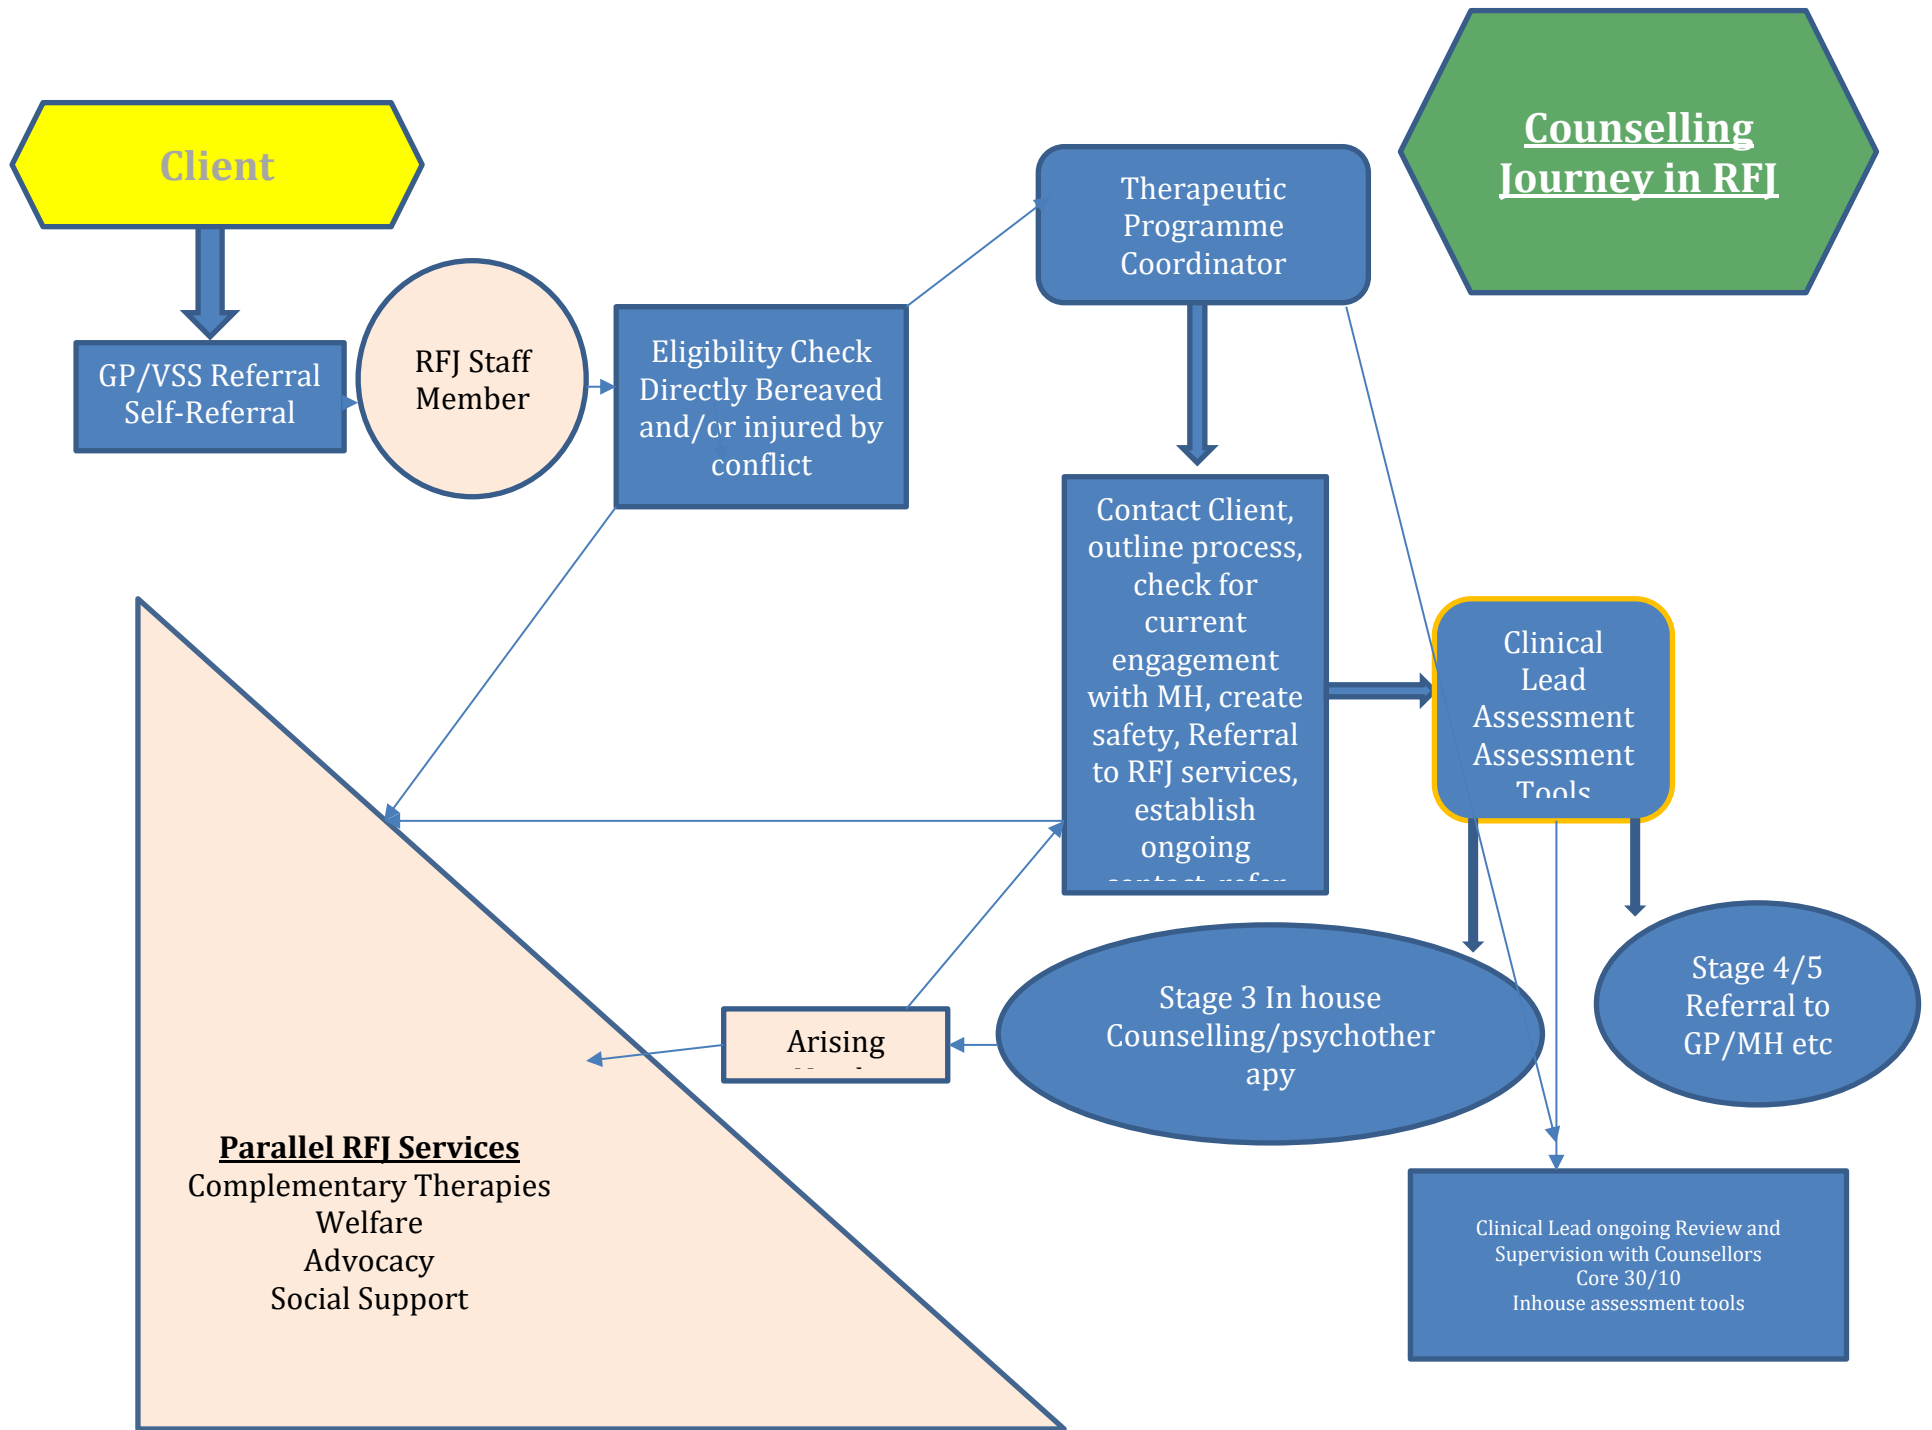 Counselling
Journey in RFJ
Client
Therapeutic
Programme
Coordinator
GP/VSS Referral
Self-Referral
RFJ Staff
Member
Eligibility Check
Directly Bereaved
and/or injured by
conflict
Contact Client,
outline process,
check for
current
engagement
with MH, create
safety, Referral
to RFJ services,
establish
ongoing
contact, refer
Clinical
Lead
Assessment
Assessment
Tools
Stage 3 In house
Counselling/psychother
apy
Stage 4/5
Referral to
GP/MH etc
Arising
Parallel RFJ Services
Complementary Therapies
Welfare
Advocacy
Social Support
Clinical Lead ongoing Review and
Supervision with Counsellors
Core 30/10
Inhouse assessment tools